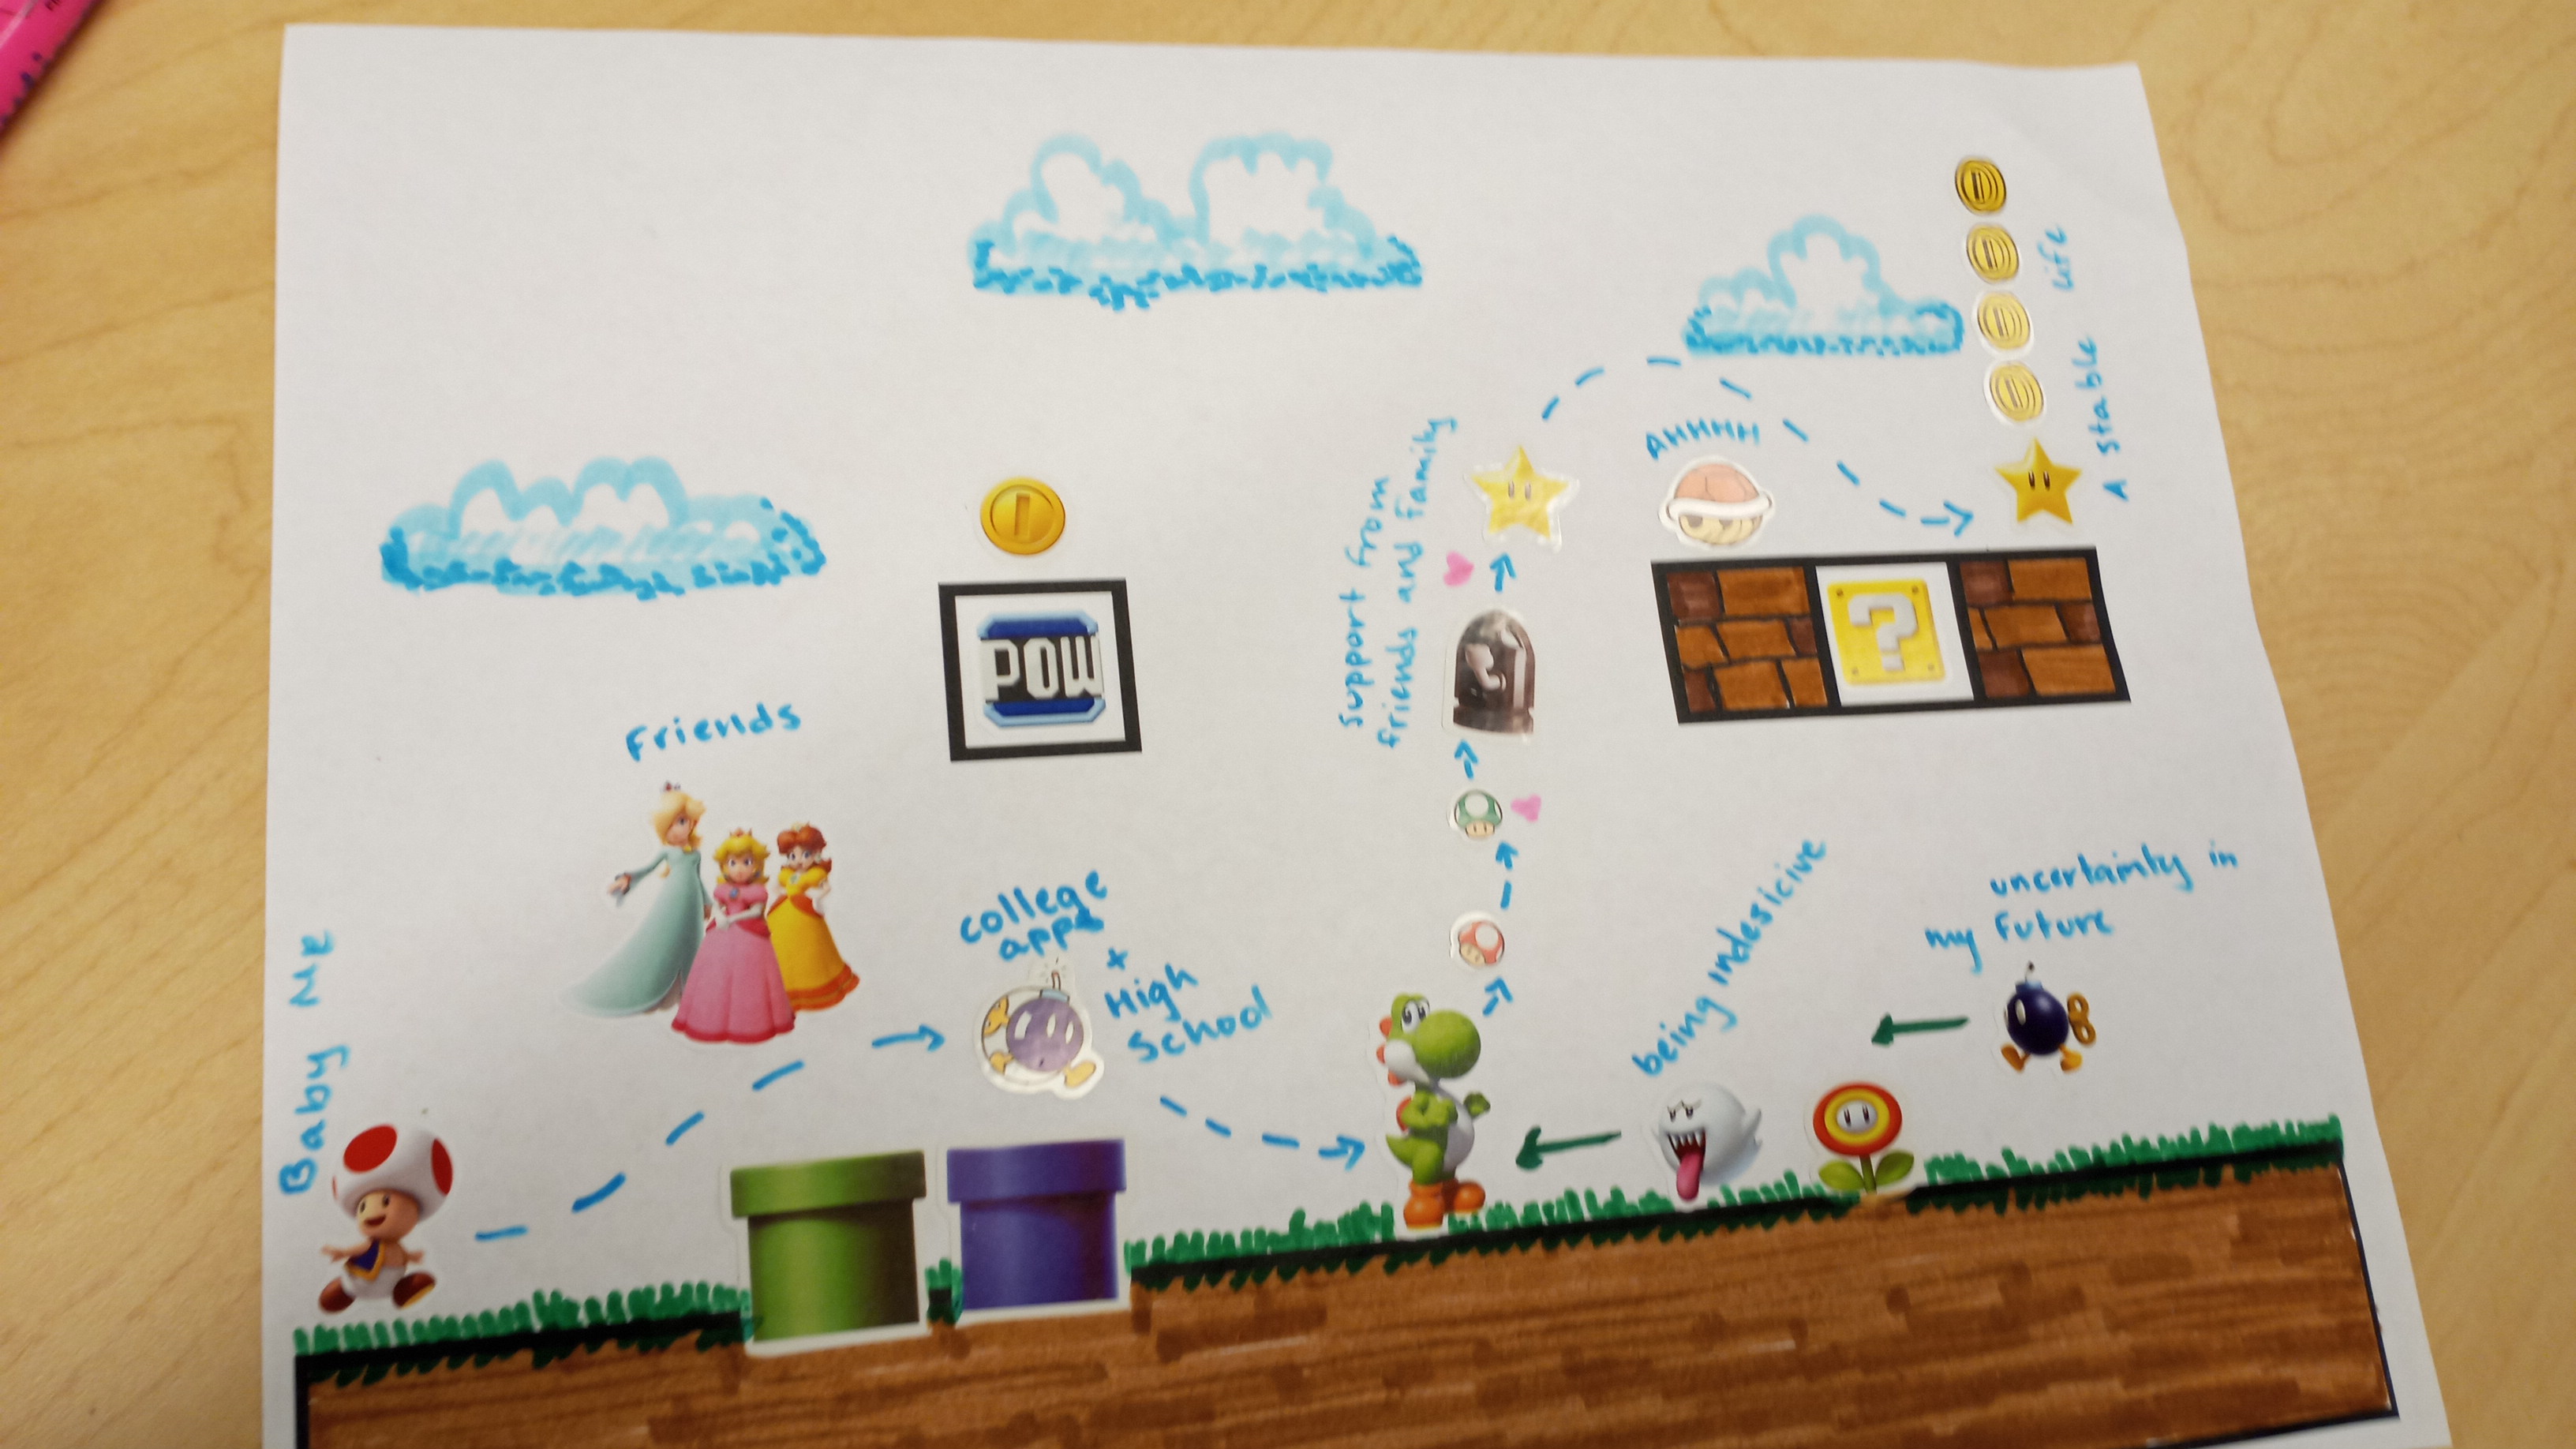 Baby Me
Friends
POW
college
apps
+
High
School
support from
friends and family
AHHHH
A stable life
?
being indesicive
uncertainty in
my future